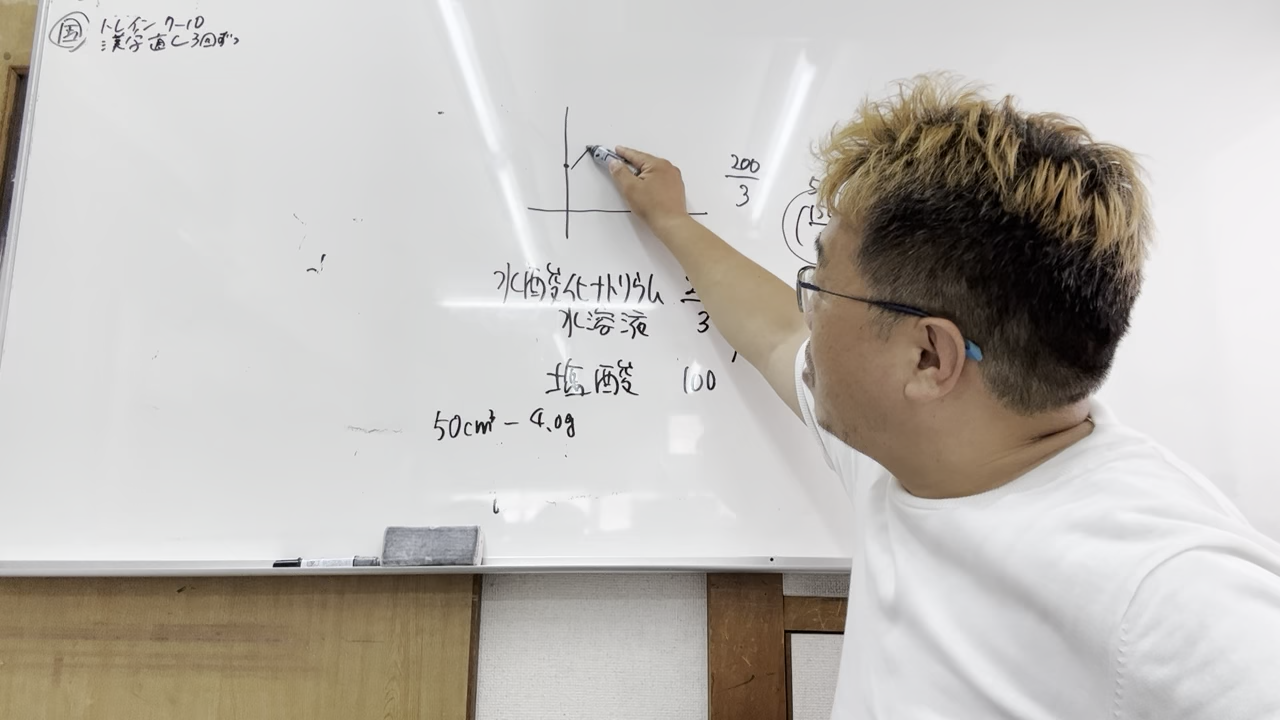 国 トレイン 7-10
漢字直し3回ずつ
200
3
水酸化ナトリウム
水溶液 3
塩酸 100
50cm³ - 4.0g